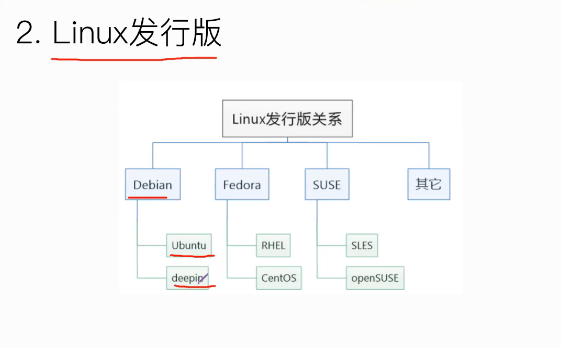 2. Linux发行版
Linux发行版关系
Debian Fedora SUSE 其它
Ubuntu RHEL SLES
deepin CentOS openSUSE